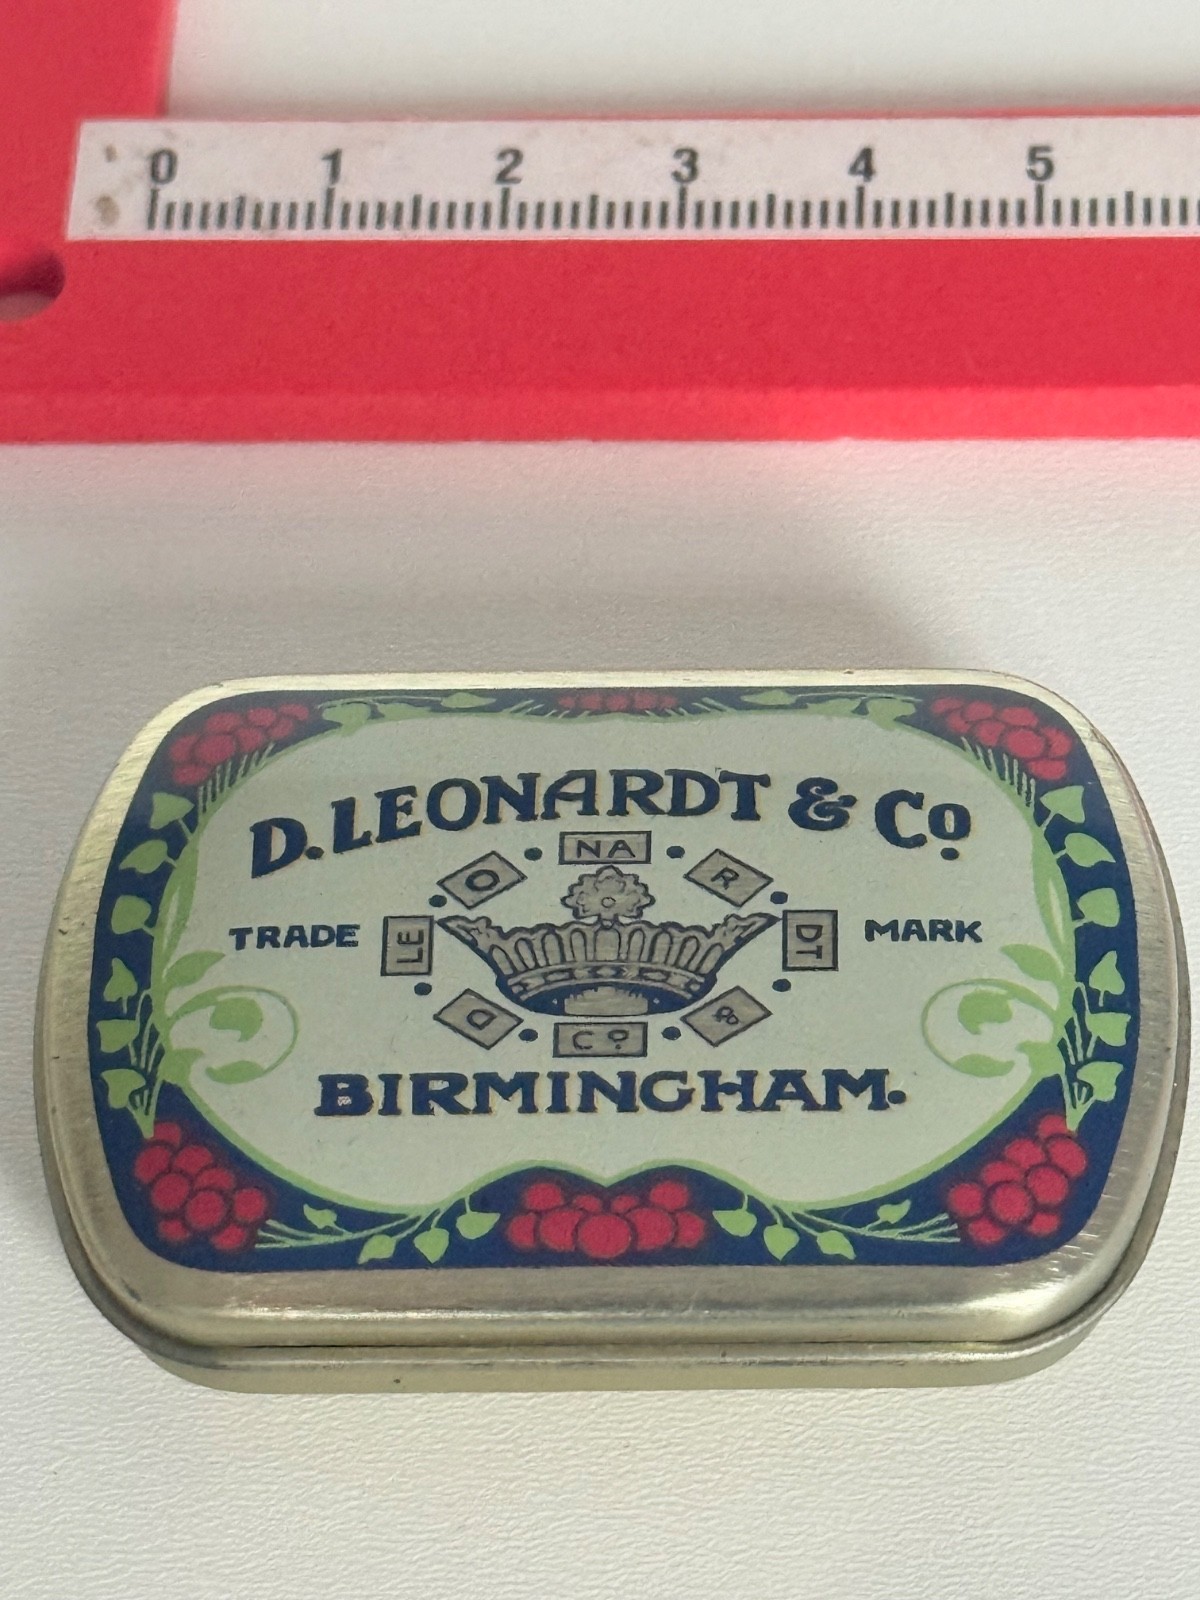 0 1 2 3 4 5
D. LEONARDT & Co
NA
O R
TRADE LE DT MARK
D &
Co
BIRMINGHAM.